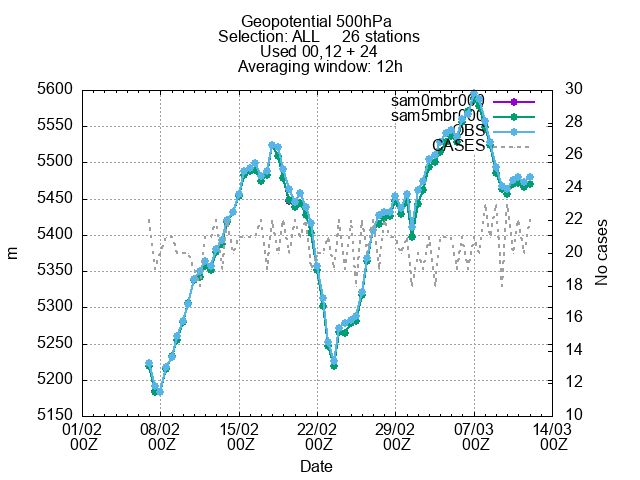 Geopotential 500hPa
Selection: ALL 26 stations
Used 00,12 + 24
Averaging window: 12h
5600 30
sam0mbr000
5550 sam5mbr000 28
OBS
CASES
5500 26
5450 24
5400 22
m
No cases
5350 20
5300 18
5250 16
5200 14
12
5150 10
01/02 08/02 15/02 22/02 29/02 07/03 14/03
00Z 00Z 00Z 00Z 00Z 00Z 00Z
Date